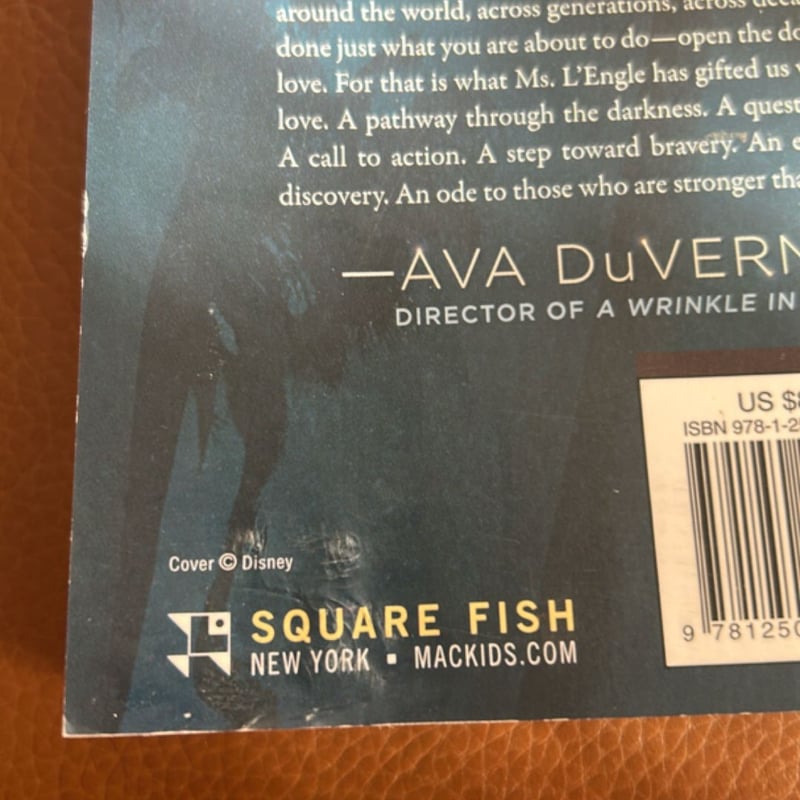 around the world, across generations, across
done just what you are about to do—open the
love. For that is what Ms. L'Engle has gifted us
love. A pathway through the darkness. A
A call to action. A step toward bravery. An
discovery. An ode to those who are stronger
—AVA DuVERN
DIRECTOR OF A WRINKLE IN
US $
ISBN 978-1-2
9 781250
Cover © Disney
SQUARE FISH
NEW YORK ▪ MACKIDS.COM